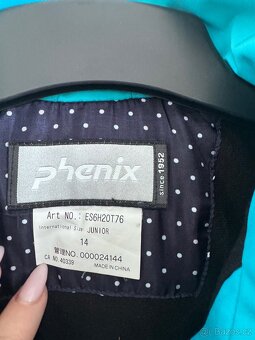 phenix
since 1952
Art NO.: ES6H20T76
International Size JUNIOR
14
管理NO.000024144
CA NO.40339
MADE IN CHINA